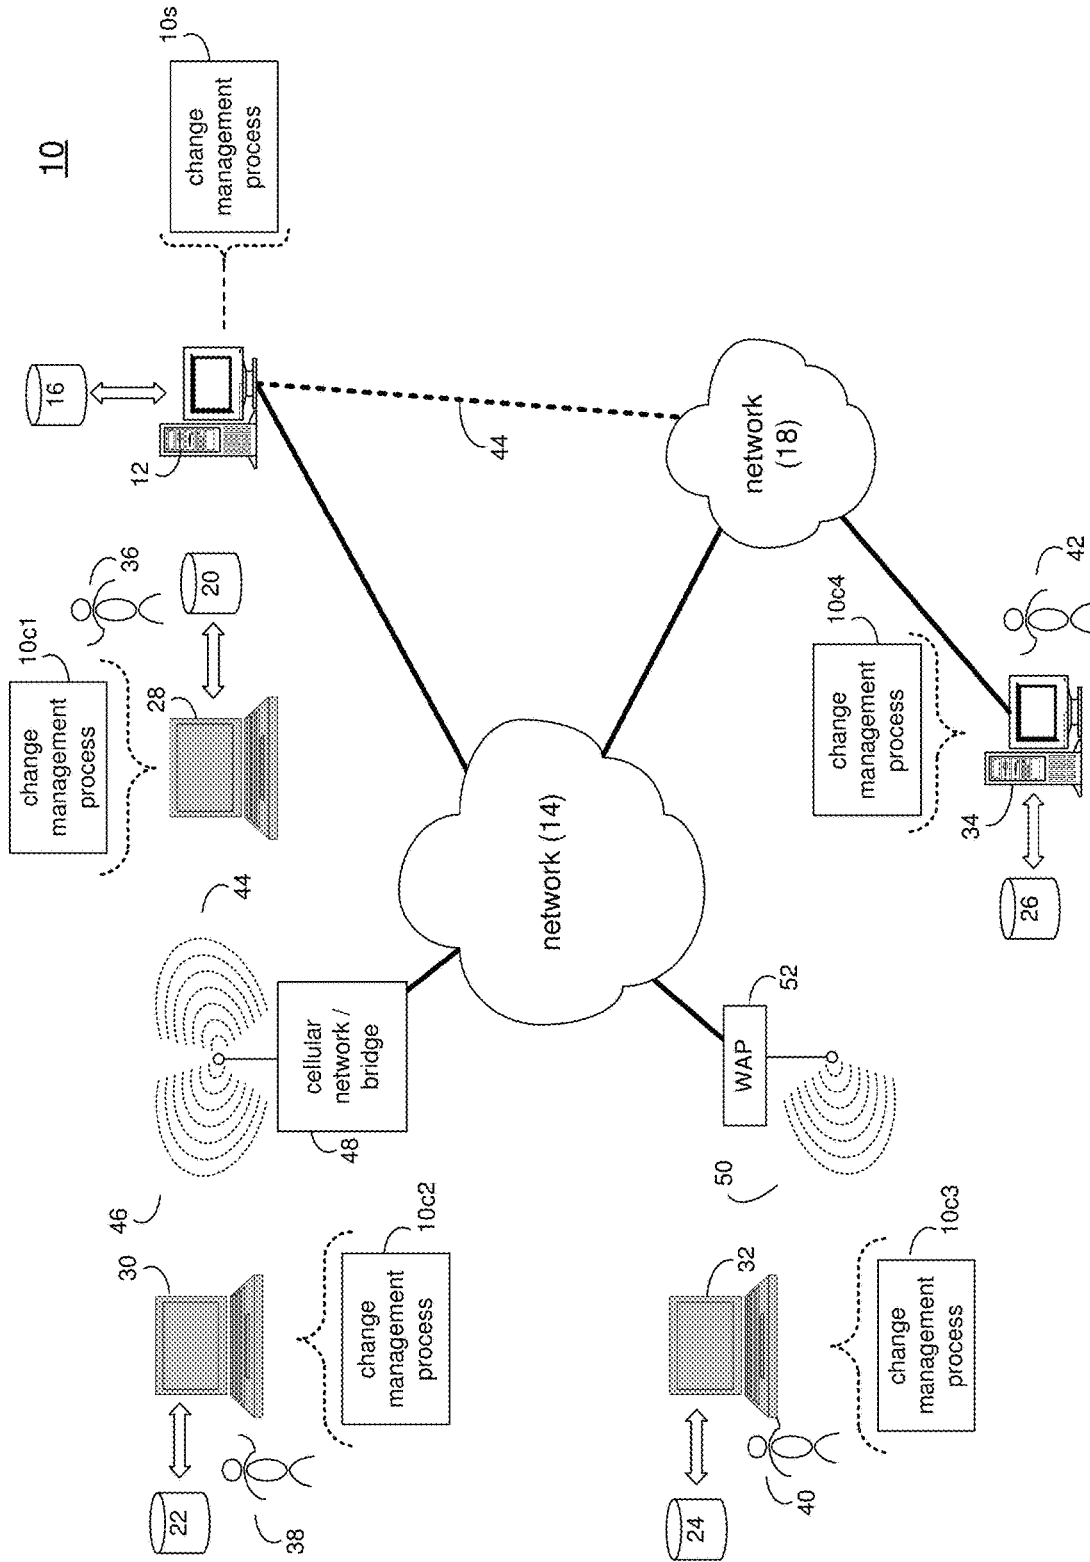 10
10s
change
management
process
16
12
44
network
(18)
36
20
10c1
change
management
process
28
42
10c4
change
management
process
34
26
network (14)
44
cellular
network /
bridge
48
46
52
WAP
50
30
10c2
change
management
process
22
38
32
10c3
change
management
process
24
40